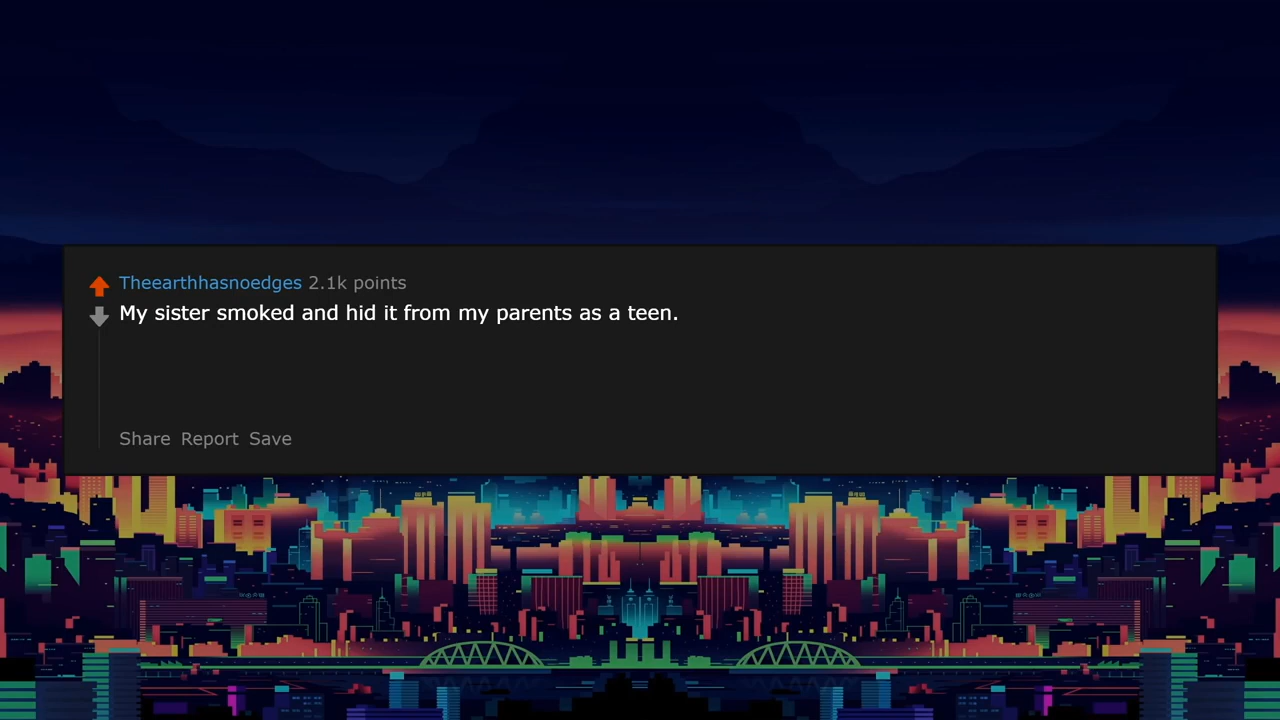 Theearthhasnoedges 2.1k points
My sister smoked and hid it from my parents as a teen.
Share Report Save